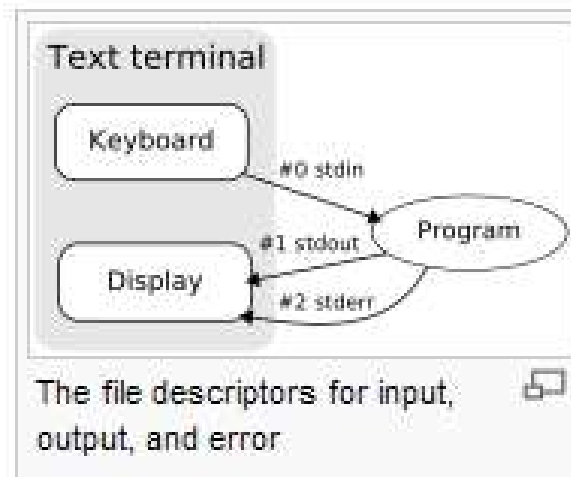 Text terminal
Keyboard
#0 stdin
Program
#1 stdout
Display
#2 stderr
The file descriptors for input,
output, and error